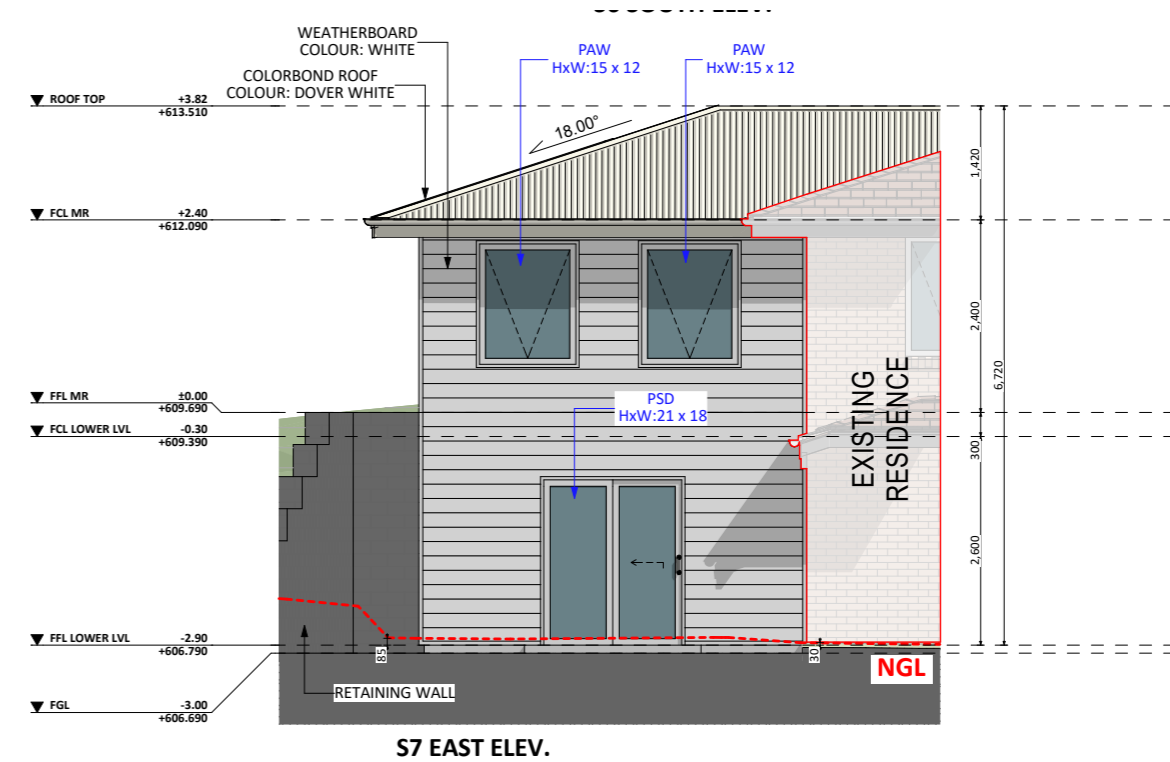 WEATHERBOARD
COLOUR: WHITE
PAW
HxW:15 x 12
PAW
HxW:15 x 12
COLORBOND ROOF
COLOUR: DOVER WHITE
ROOF TOP +3.82
+613.510
18.00°
1,420
FCL MR +2.40
+612.090
2,400
6,720
FFL MR ±0.00
+609.690
PSD
HxW:21 x 18
FCL LOWER LVL -0.30
+609.390
EXISTING
RESIDENCE
300
2,600
FFL LOWER LVL -2.90
+606.790
85
30
NGL
RETAINING WALL
FGL -3.00
+606.690
S7 EAST ELEV.